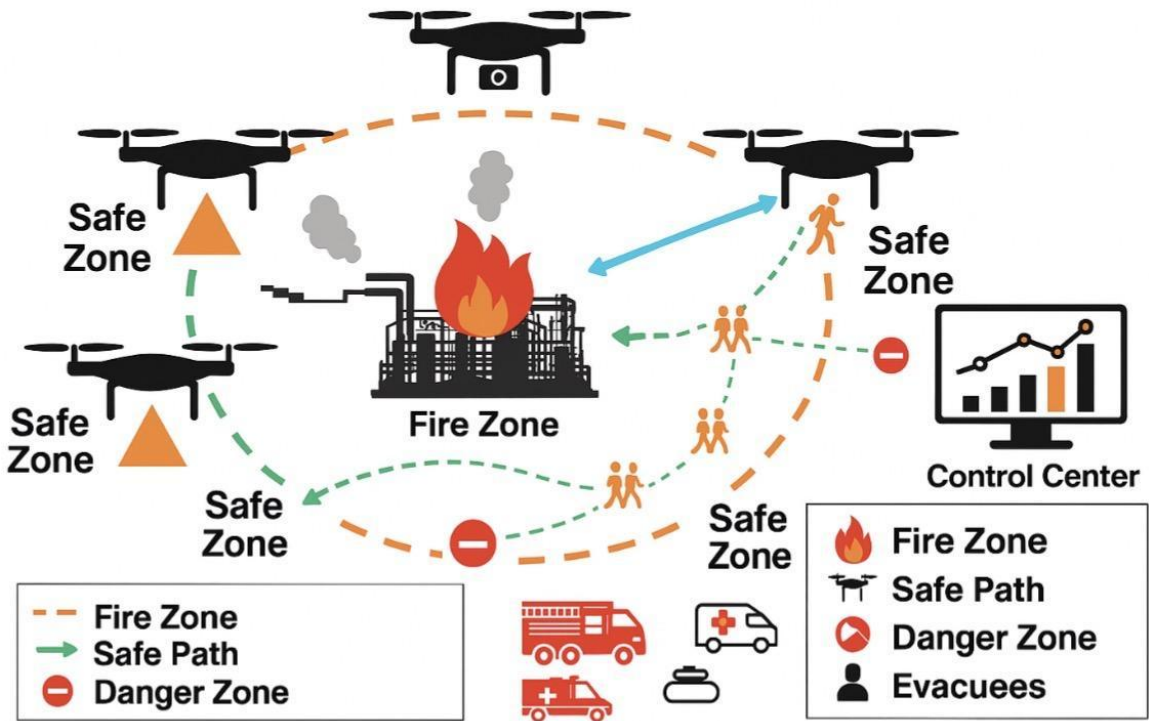 Safe
Zone
Safe
Zone
Fire Zone
Safe
Zone
Control Center
Safe
Zone
Safe
Zone
Fire Zone
Safe Path
Danger Zone
Fire Zone
Safe Path
Danger Zone
Evacuees